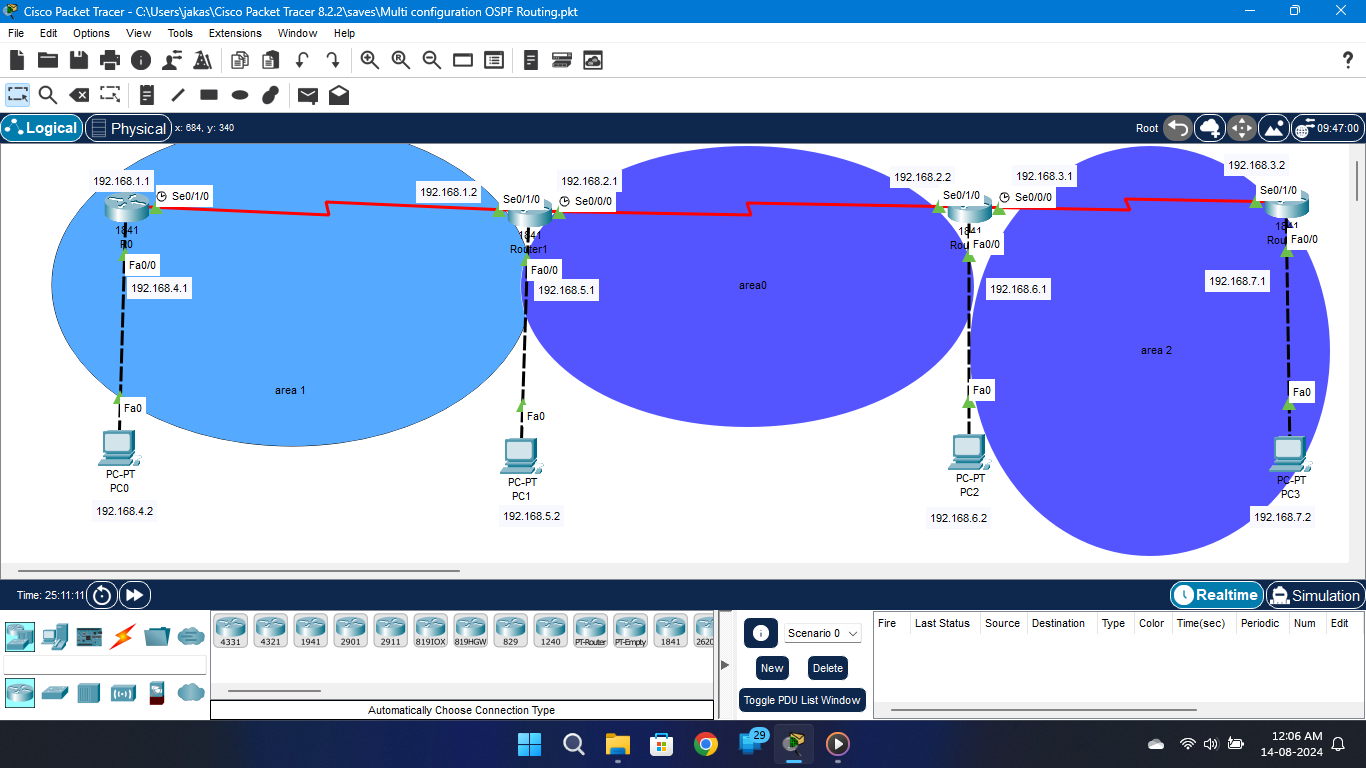 Cisco Packet Tracer - C:\Users\jakas\Cisco Packet Tracer 8.2.2\saves\Multi configuration OSPF Routing.pkt
File Edit Options View Tools Extensions Window Help
Logical Physical x: 684, y: 340 Root 09:47:00
192.168.1.1
Se0/1/0
1841
R0
Fa0/0
192.168.4.1
area 1
Fa0
PC-PT
PC0
192.168.4.2
192.168.1.2
Se0/1/0
192.168.2.1
Se0/0/0
1841
Router1
Fa0/0
192.168.5.1
Fa0
PC-PT
PC1
192.168.5.2
area0
192.168.2.2
Se0/1/0
192.168.3.1
Se0/0/0
1841
Rou
Fa0/0
192.168.6.1
Fa0
PC-PT
PC2
192.168.6.2
area 2
192.168.3.2
Se0/1/0
1841
Rou
Fa0/0
192.168.7.1
Fa0
PC-PT
PC3
192.168.7.2
Time: 25:11:11 Realtime Simulation
4331 4321 1941 2901 2911 819IOX 819HGW 829 1240 PT-Router PT-Empty 1841 2620
Automatically Choose Connection Type
Scenario 0
New Delete
Toggle PDU List Window
Fire Last Status Source Destination Type Color Time(sec) Periodic Num Edit
29
12:06 AM
14-08-2024